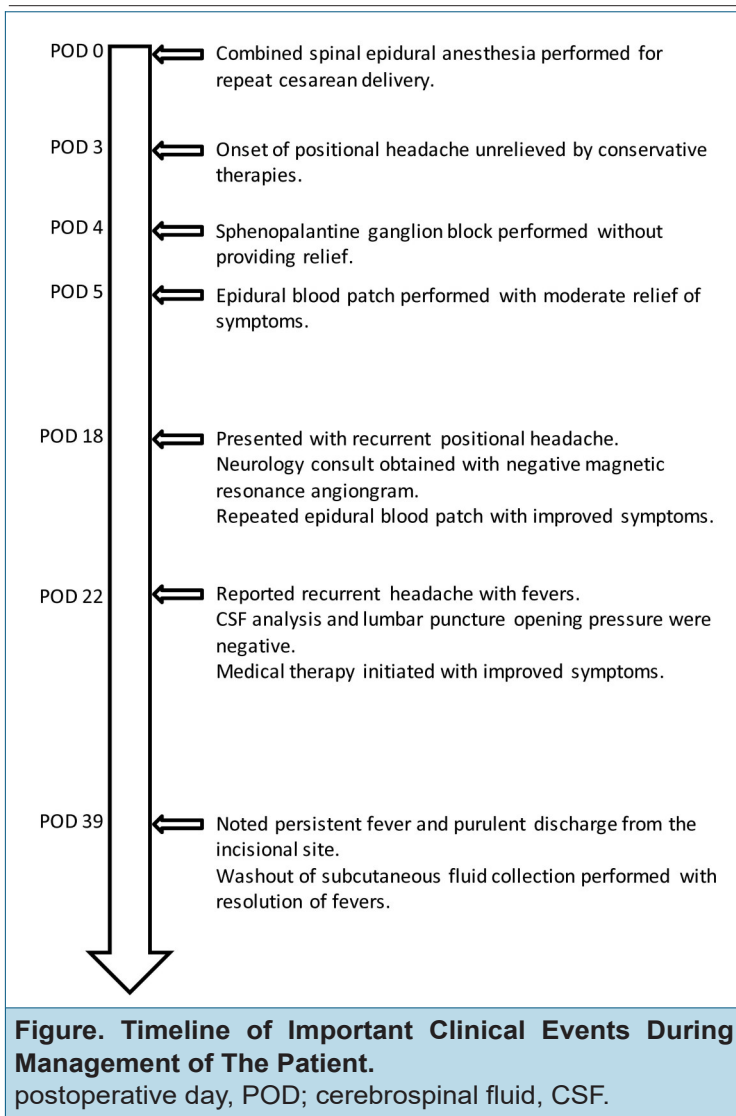 POD 0
Combined spinal epidural anesthesia performed for
repeat cesarean delivery.
POD 3
Onset of positional headache unrelieved by conservative
therapies.
POD 4
Sphenopalantine ganglion block performed without
providing relief.
POD 5
Epidural blood patch performed with moderate relief of
symptoms.
POD 18
Presented with recurrent positional headache.
Neurology consult obtained with negative magnetic
resonance angiongram.
Repeated epidural blood patch with improved symptoms.
POD 22
Reported recurrent headache with fevers.
CSF analysis and lumbar puncture opening pressure were
negative.
Medical therapy initiated with improved symptoms.
POD 39
Noted persistent fever and purulent discharge from the
incisional site.
Washout of subcutaneous fluid collection performed with
resolution of fevers.
Figure. Timeline of Important Clinical Events During
Management of The Patient.
postoperative day, POD; cerebrospinal fluid, CSF.